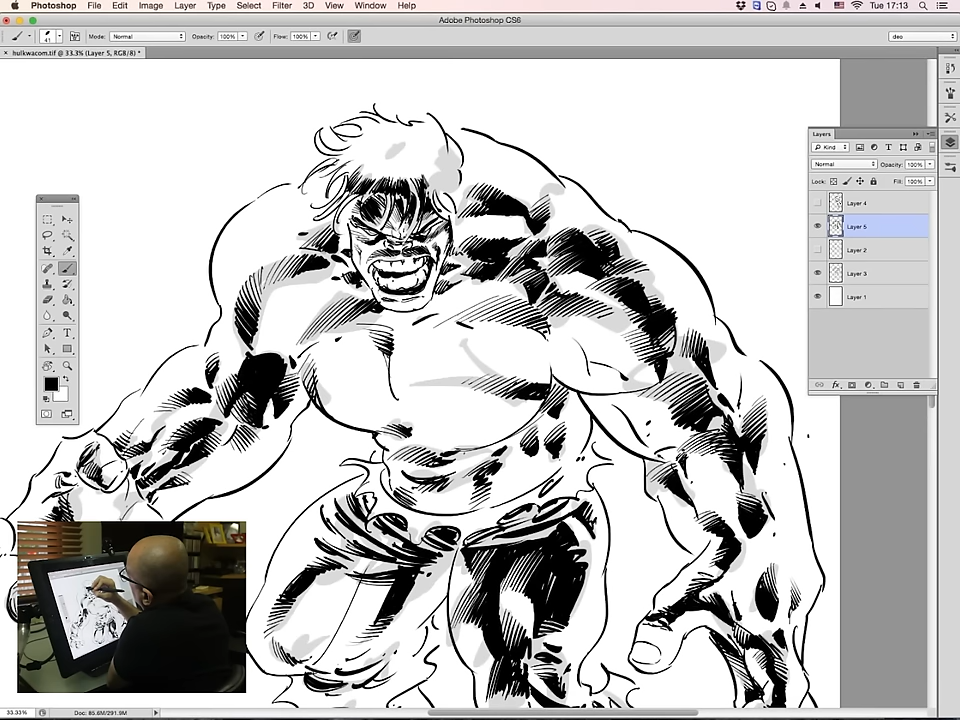 Photoshop File Edit Image Layer Type Select Filter 3D View Window Help Tue 17:13
Adobe Photoshop CS6
41 Mode: Normal Opacity: 100% Flow: 100% deo
× hulkwacom.tif @ 33.3% (Layer 5, RGB/8) *
Layers
Kind
Normal Opacity: 100%
Lock: Fill: 100%
Layer 4
Layer 5
Layer 2
Layer 3
Layer 1
fx
T
33.33% Doc: 85.6M/291.9M